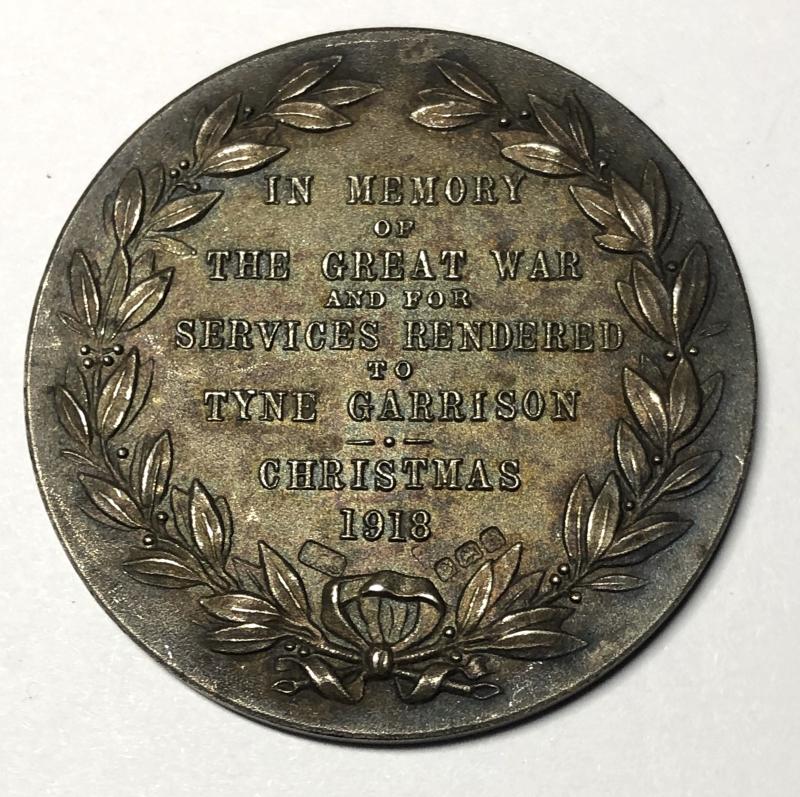 IN MEMORY
OF
THE GREAT WAR
AND FOR
SERVICES RENDERED
TO
TYNE GARRISON
CHRISTMAS
1918